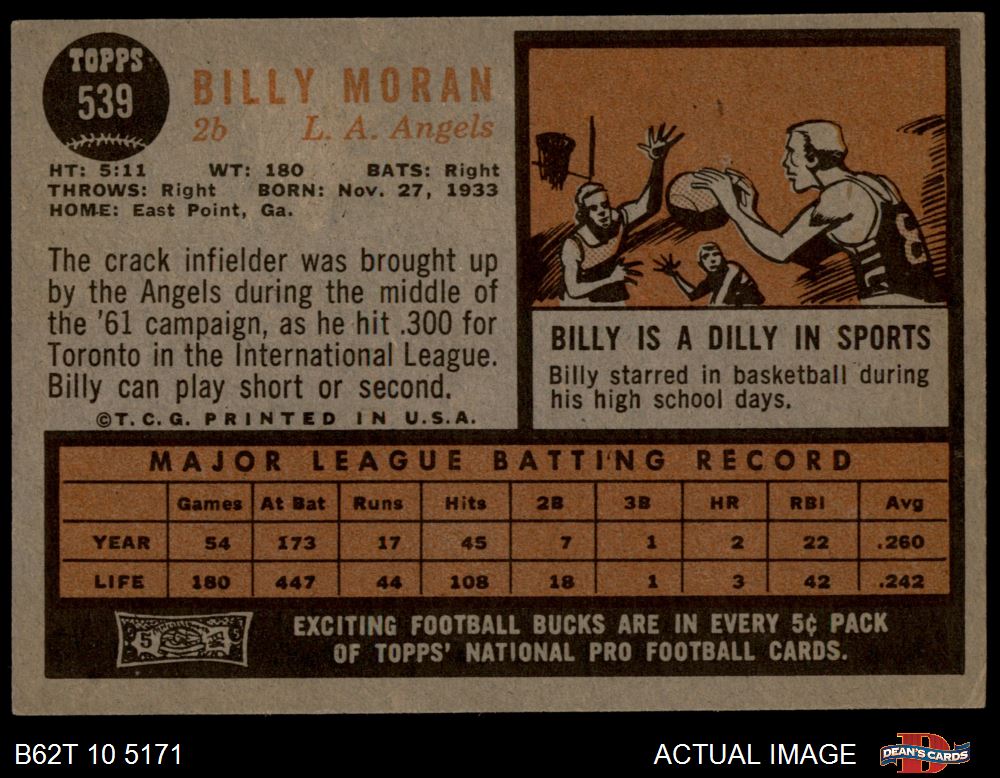 TOPPS
539
BILLY MORAN
2b L. A. Angels
HT: 5:11 WT: 180 BATS: Right
THROWS: Right BORN: Nov. 27, 1933
HOME: East Point, Ga.
The crack infielder was brought up
by the Angels during the middle of
the '61 campaign, as he hit .300 for
Toronto in the International League.
Billy can play short or second.
©T.C.G. PRINTED IN U.S.A.
8
BILLY IS A DILLY IN SPORTS
Billy starred in basketball during
his high school days.
MAJOR LEAGUE BATTING RECORD
Games At Bat Runs Hits 2B 3B HR RBI Avg
YEAR 54 173 17 45 7 1 2 22 .260
LIFE 180 447 44 108 18 1 3 42 .242
5 5
EXCITING FOOTBALL BUCKS ARE IN EVERY 5¢ PACK
OF TOPPS' NATIONAL PRO FOOTBALL CARDS.
B62T 10 5171 ACTUAL IMAGE DEAN'S CARDS